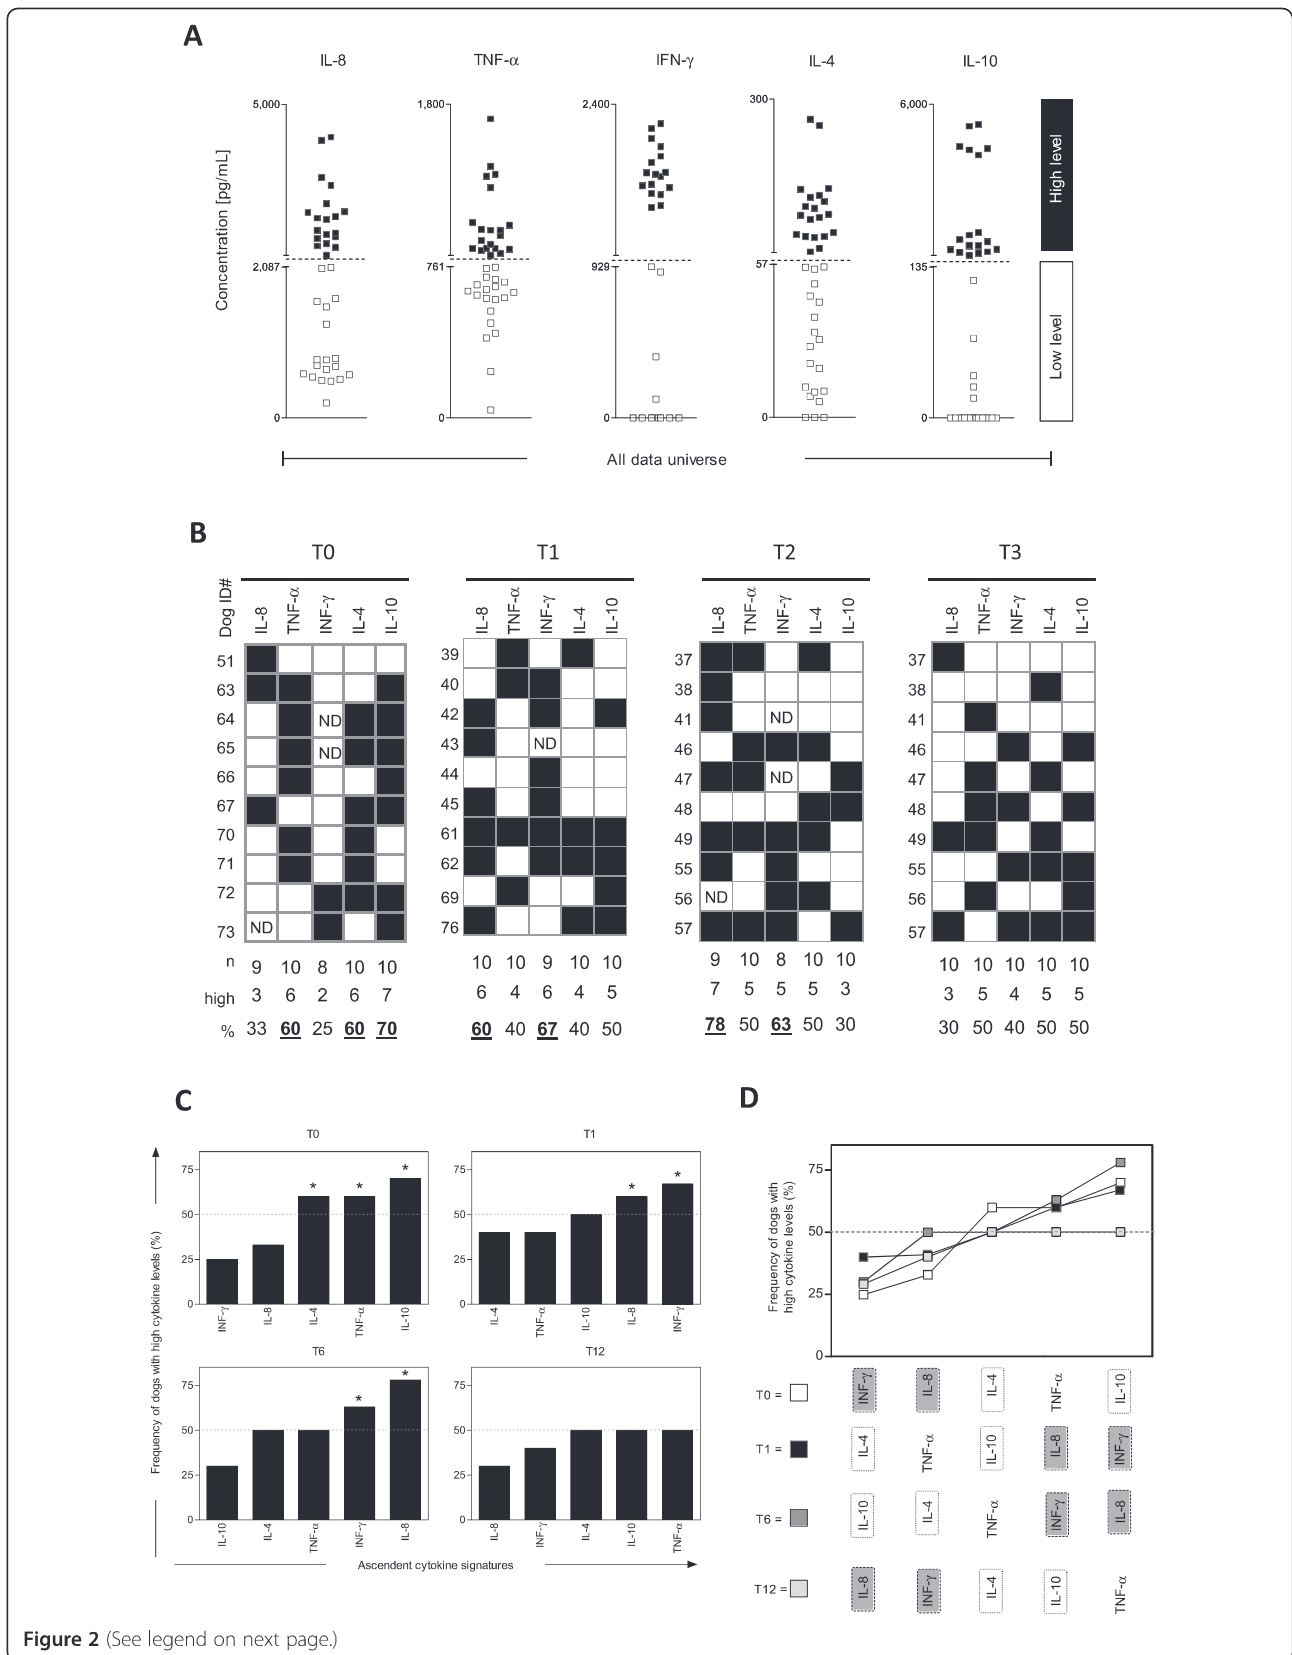 A
IL-8 TNF-α IFN-γ IL-4 IL-10
Concentration [pg/mL]
5,000 1,800 2,400 300 6,000
2,087 761 929 57 135
0 0 0 0 0
High level
Low level
All data universe
B
T0 T1 T2 T3
Dog ID#
IL-8 TNF-α INF-γ IL-4 IL-10 IL-8 TNF-α INF-γ IL-4 IL-10 IL-8 TNF-α INF-γ IL-4 IL-10 IL-8 TNF-α INF-γ IL-4 IL-10
51 39 37 37
63 40 38 38
64 ND 42 41 ND 41
65 ND 43 ND 46 46
66 44 47 ND 47
67 45 48 48
70 61 49 49
71 62 55 55
72 69 56 ND 56
73 ND 76 57 57
n 9 10 8 10 10 10 10 9 10 10 9 10 8 10 10 10 10 10 10 10
high 3 6 2 6 7 6 4 6 4 5 7 5 5 5 3 3 5 4 5 5
% 33 60 25 60 70 60 40 67 40 50 78 50 63 50 30 30 50 40 50 50
C
Frequency of dogs with high cytokine levels (%)
T0
75
50
25
0
* * *
INF-γ IL-8 IL-4 TNF-α IL-10
T1
75
50
25
0
* *
IL-4 TNF-α IL-10 IL-8 INF-γ
T6
75
50
25
0
* *
IL-10 IL-4 TNF-α INF-γ IL-8
T12
75
50
25
0
IL-8 INF-γ IL-4 IL-10 TNF-α
Ascendent cytokine signatures
D
Frequency of dogs with
high cytokine levels (%)
75
50
25
0
T0 = INF-γ IL-8 IL-4 TNF-α IL-10
T1 = IL-4 TNF-α IL-10 IL-8 INF-γ
T6 = IL-10 IL-4 TNF-α INF-γ IL-8
T12 = IL-8 INF-γ IL-4 IL-10 TNF-α
Figure 2 (See legend on next page.)